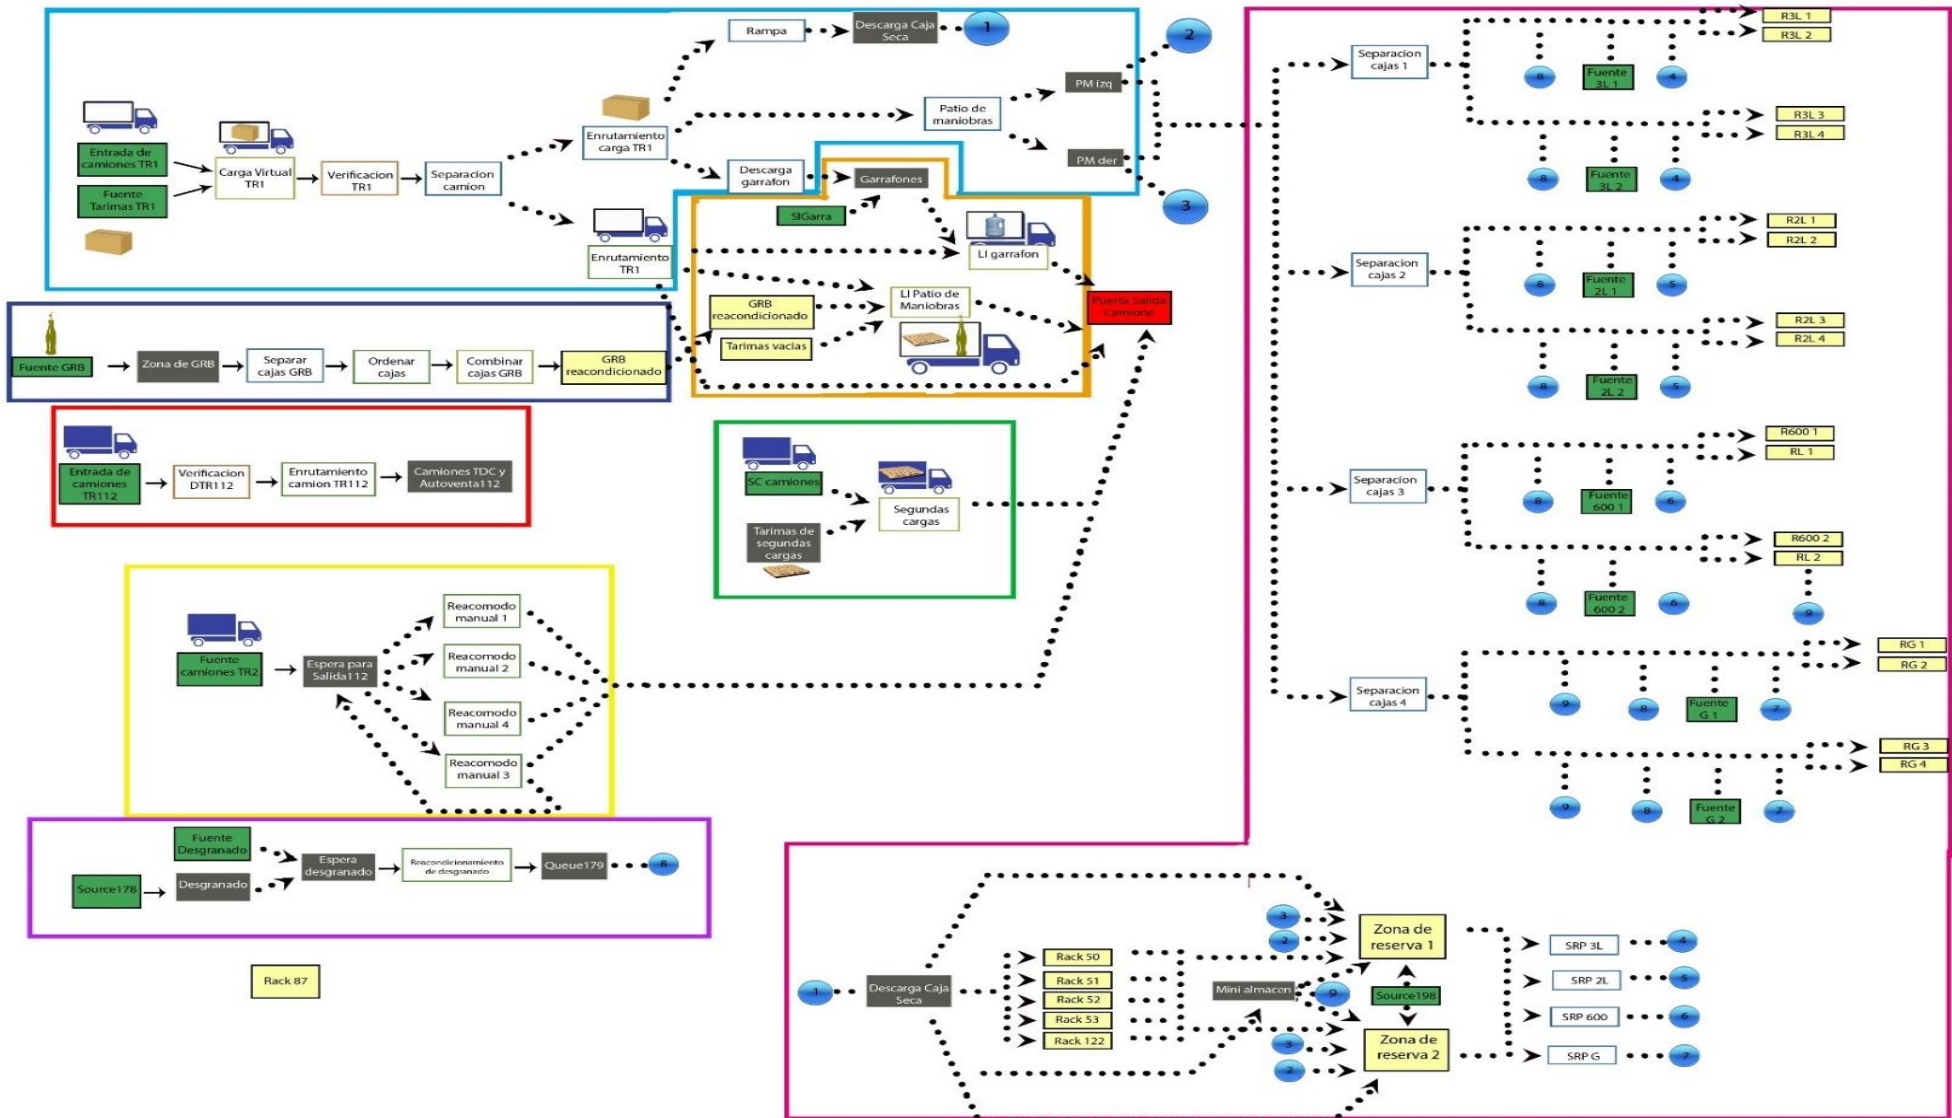 Rampa
Descarga Caja
Seca
1
2
PM izq
Patio de
maniobras
PM der
3
Entrada de
camiones TR1
Fuente
Tarimas TR1
Carga Virtual
TR1
Verificacion
TR1
Separacion
camion
Enrutamiento
carga TR1
Descarga
garrafon
Enrutamiento
TR1
Garrafones
SIGarra
LI garrafon
GRB
reacondicionado
LI Patio de
Maniobras
Tarimas vacias
Puerta Salida
Camione
Fuente GRB
Zona de GRB
Separar
cajas GRB
Ordenar
cajas
Combinar
cajas GRB
GRB
reacondicionado
Entrada de
camiones
TR112
Verificacion
DTR112
Enrutamiento
camion TR112
Camiones TDC y
Autoventa112
SC camiones
Tarimas de
segundas
cargas
Segundas
cargas
Fuente
camiones TR2
Espera para
Salida112
Reacomodo
manual 1
Reacomodo
manual 2
Reacomodo
manual 4
Reacomodo
manual 3
Fuente
Desgranado
Source178
Desgranado
Espera
desgranado
Reacondicionamiento
de desgranado
Queue179
8
Rack 87
Separacion
cajas 1
R3L 1
R3L 2
8
Fuente
3L 1
4
R3L 3
R3L 4
8
Fuente
3L 2
4
Separacion
cajas 2
R2L 1
R2L 2
8
Fuente
2L 1
5
R2L 3
R2L 4
8
Fuente
2L 2
5
Separacion
cajas 3
R600 1
RL 1
8
Fuente
600 1
6
R600 2
RL 2
8
Fuente
600 2
6
9
Separacion
cajas 4
RG 1
RG 2
9
8
Fuente
G 1
7
RG 3
RG 4
9
8
Fuente
G 2
7
1
Descarga Caja
Seca
Rack 50
Rack 51
Rack 52
Rack 53
Rack 122
Mini almacen
9
3
2
Zona de
reserva 1
Source198
3
2
Zona de
reserva 2
SRP 3L
4
SRP 2L
5
SRP 600
6
SRP G
7